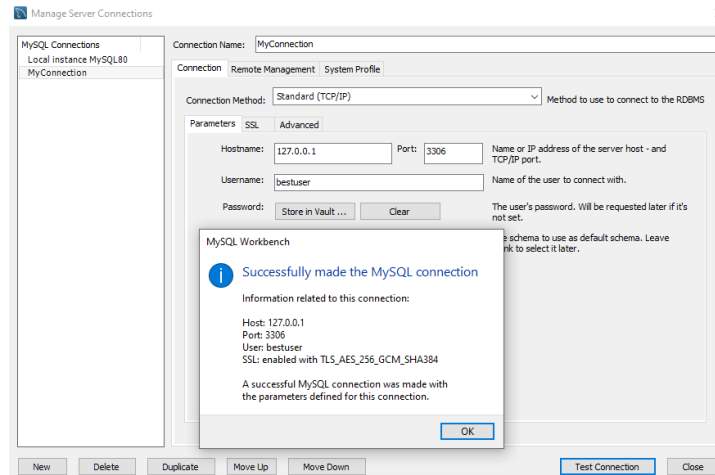 Manage Server Connections
MySQL Connections
Local instance MySQL80
MyConnection
Connection Name: MyConnection
Connection Remote Management System Profile
Connection Method: Standard (TCP/IP) Method to use to connect to the RDBMS
Parameters SSL Advanced
Hostname: 127.0.0.1 Port: 3306 Name or IP address of the server host - and
TCP/IP port.
Username: bestuser Name of the user to connect with.
Password: Store in Vault ... Clear The user's password. Will be requested later if it's
not set.
schema to use as default schema. Leave
to select it later.
MySQL Workbench
Successfully made the MySQL connection
Information related to this connection:
Host: 127.0.0.1
Port: 3306
User: bestuser
SSL: enabled with TLS_AES_256_GCM_SHA384
A successful MySQL connection was made with
the parameters defined for this connection.
OK
New Delete Duplicate Move Up Move Down Test Connection Close